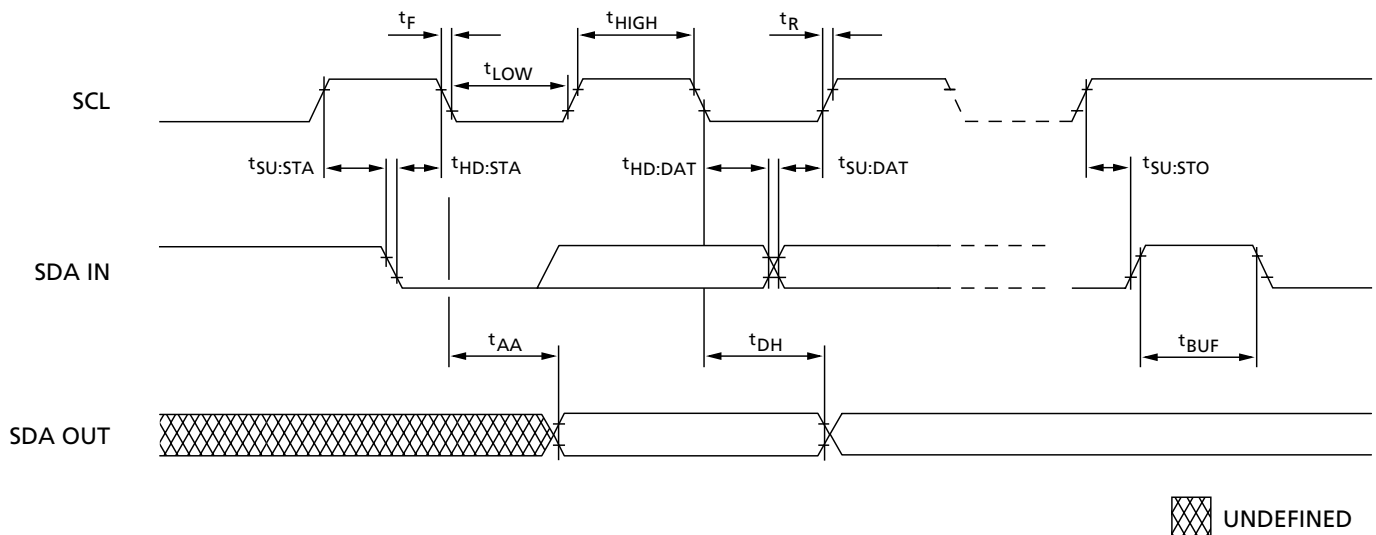 tF
tHIGH
tR
tLOW
SCL
tSU:STA
tHD:STA
tHD:DAT
tSU:DAT
tSU:STO
SDA IN
tAA
tDH
tBUF
SDA OUT
UNDEFINED